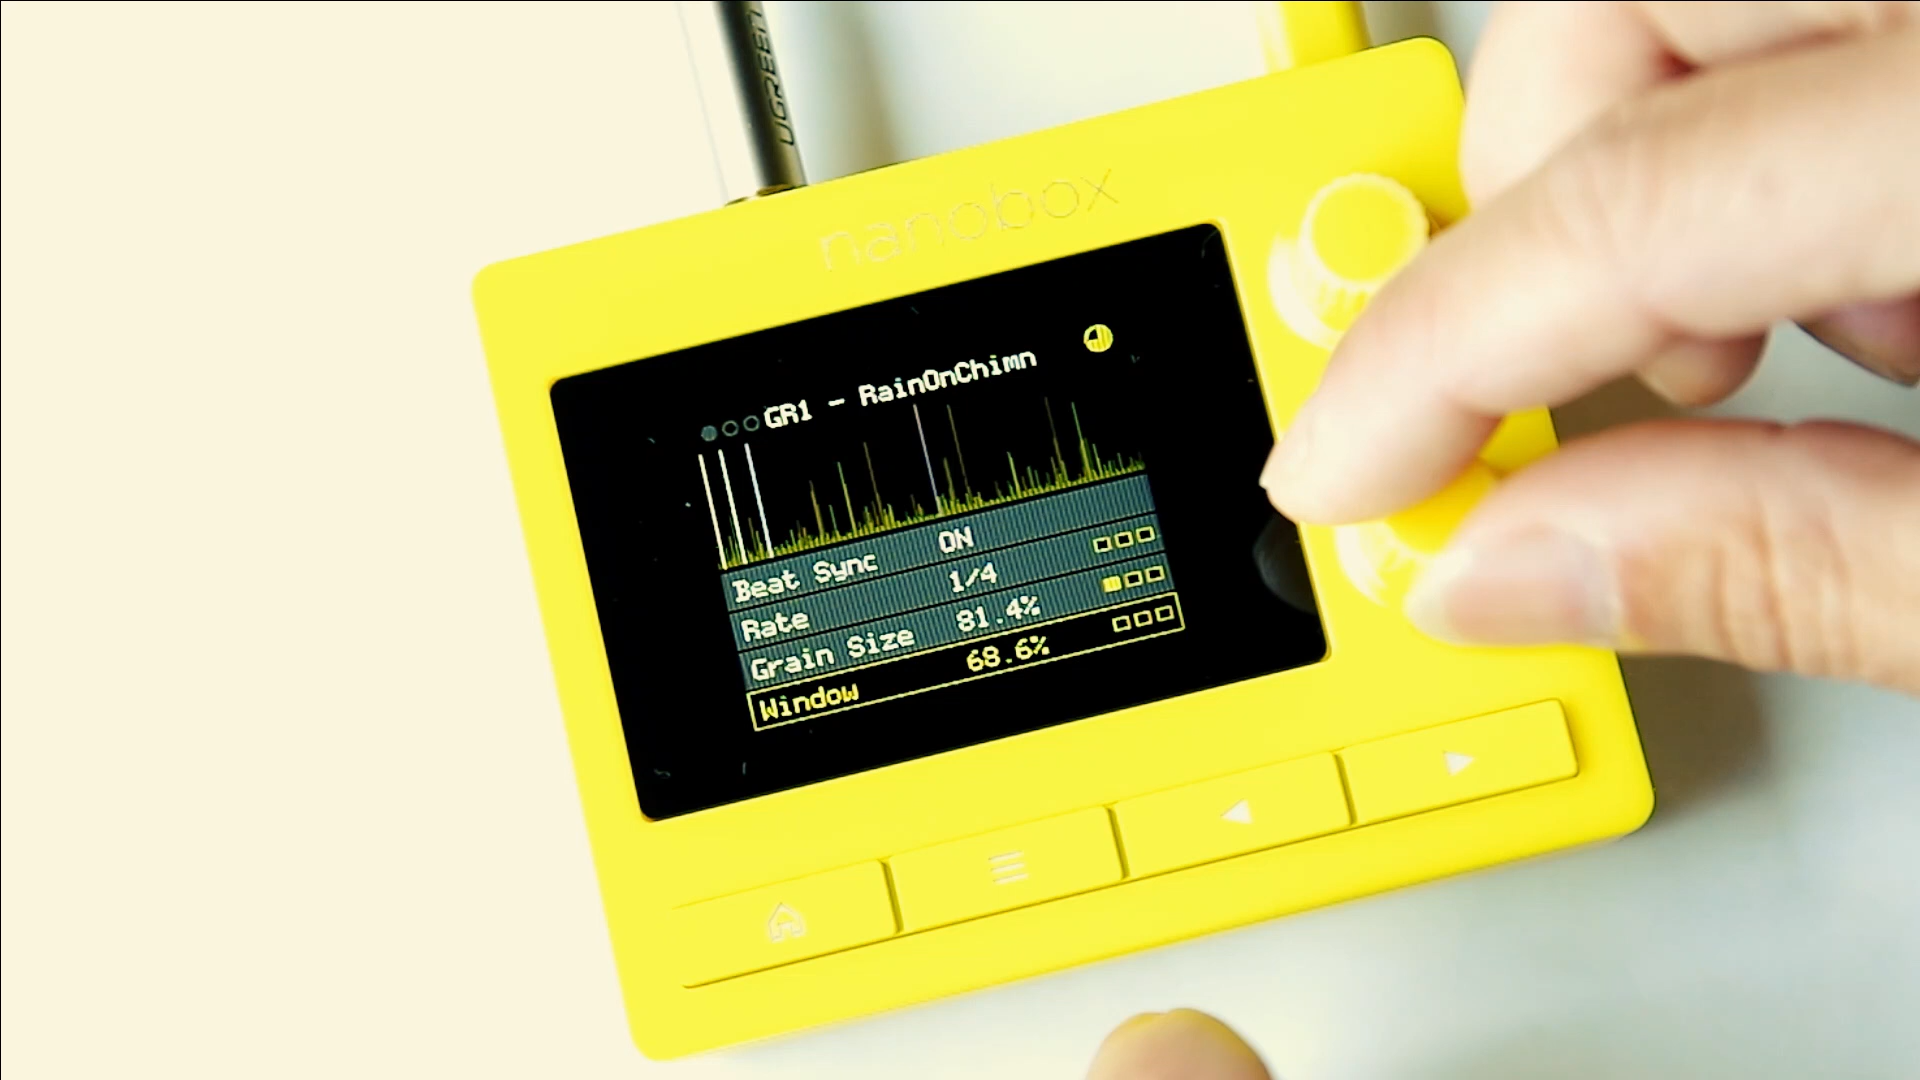 UGREEN
nanobox
GR1 - RainOnChimn
Beat Sync ON
Rate 1/4
Grain Size 81.4%
Window 68.6%